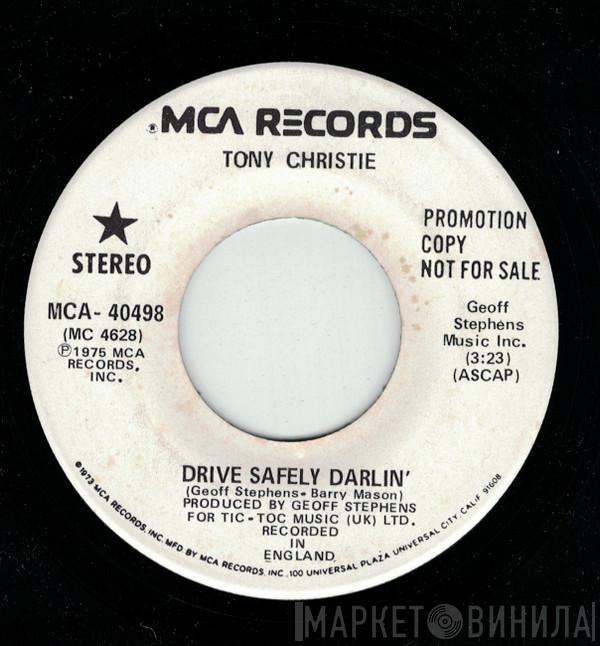 ®MCA RECORDS
TONY CHRISTIE
★
STEREO
MCA- 40498
(MC 4628)
Ⓟ1975 MCA
RECORDS,
INC.
PROMOTION
COPY
NOT FOR SALE
Geoff
Stephens
Music Inc.
(3:23)
(ASCAP)
DRIVE SAFELY DARLIN'
(Geoff Stephens- Barry Mason)
PRODUCED BY GEOFF STEPHENS
FOR TIC-TOC MUSIC (UK) LTD.
RECORDED
IN
ENGLAND
©1973 MCA RECORDS, INC. MFD BY MCA RECORDS, INC., 100 UNIVERSAL PLAZA UNIVERSAL CITY, CALIF. 91608
МАРКЕТ ВИНИЛА